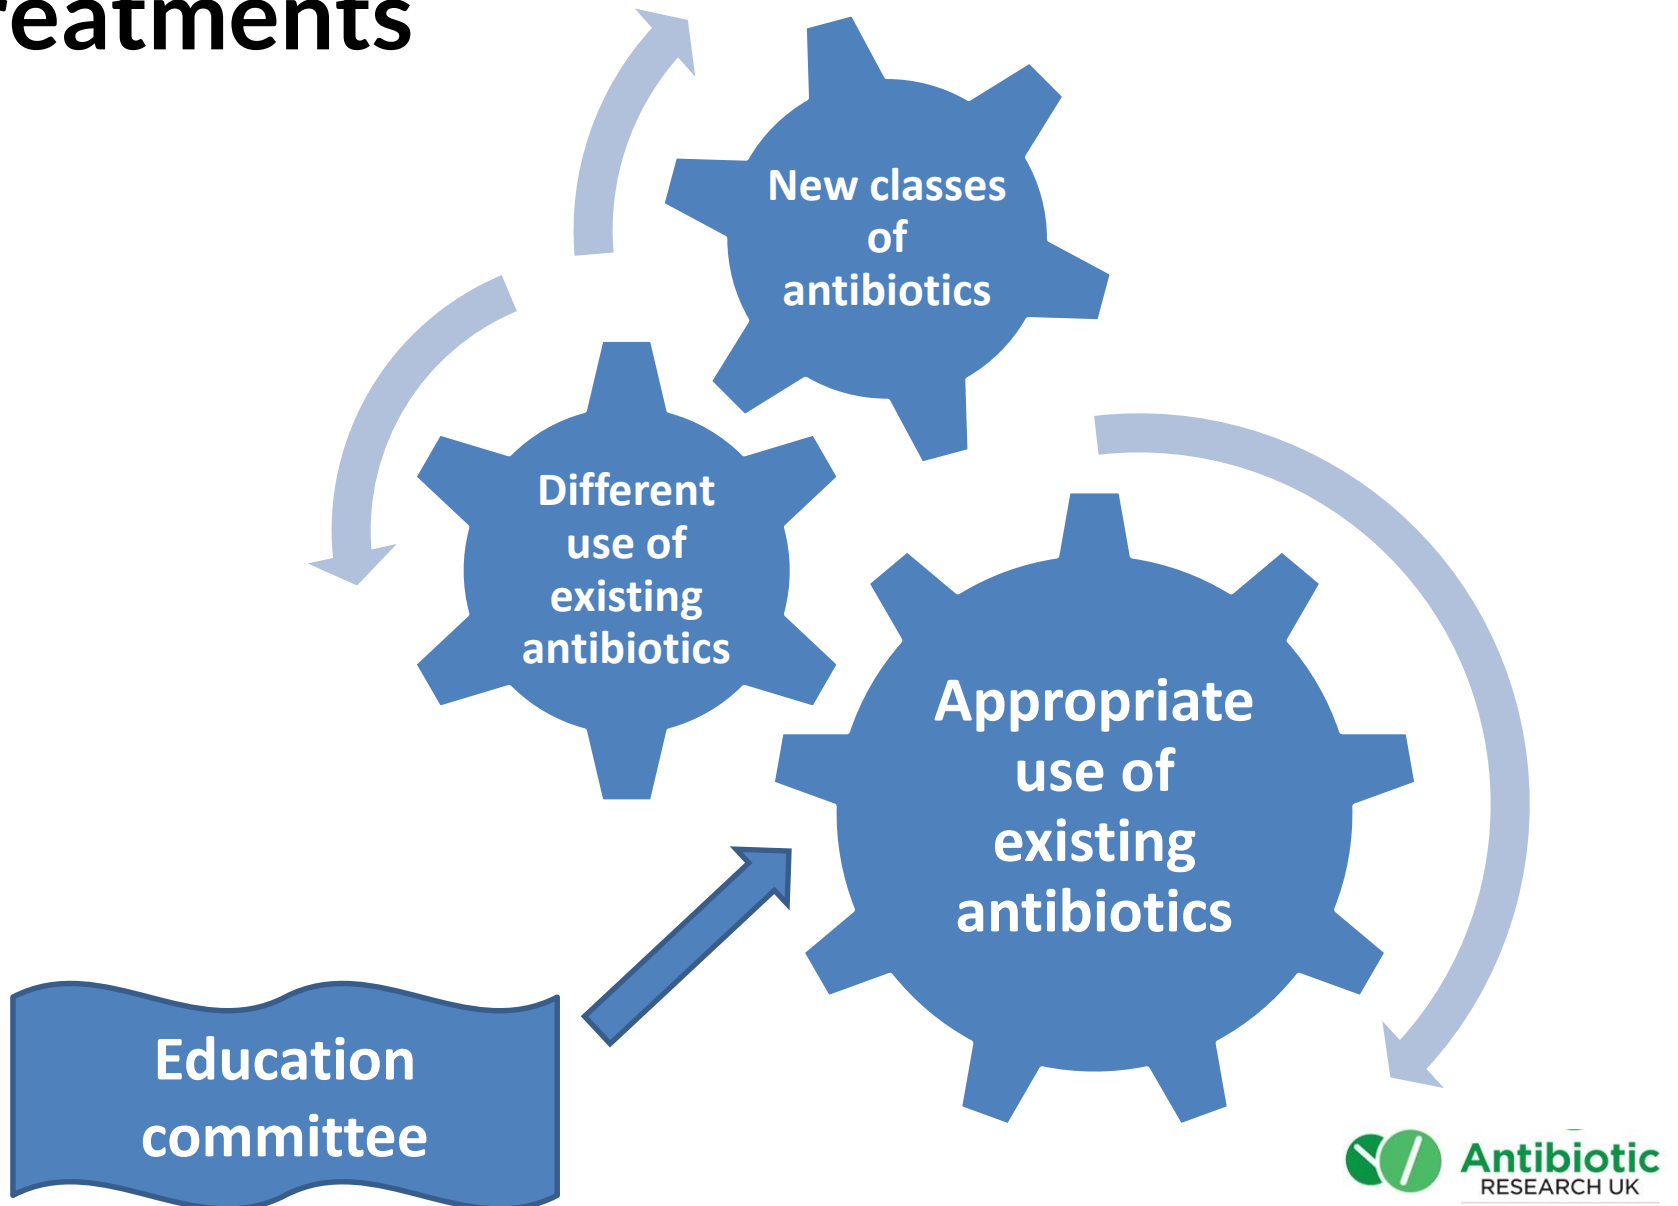 reatments
New classes
of
antibiotics
Different
use of
existing
antibiotics
Appropriate
use of
existing
antibiotics
Education
committee
Antibiotic
RESEARCH UK